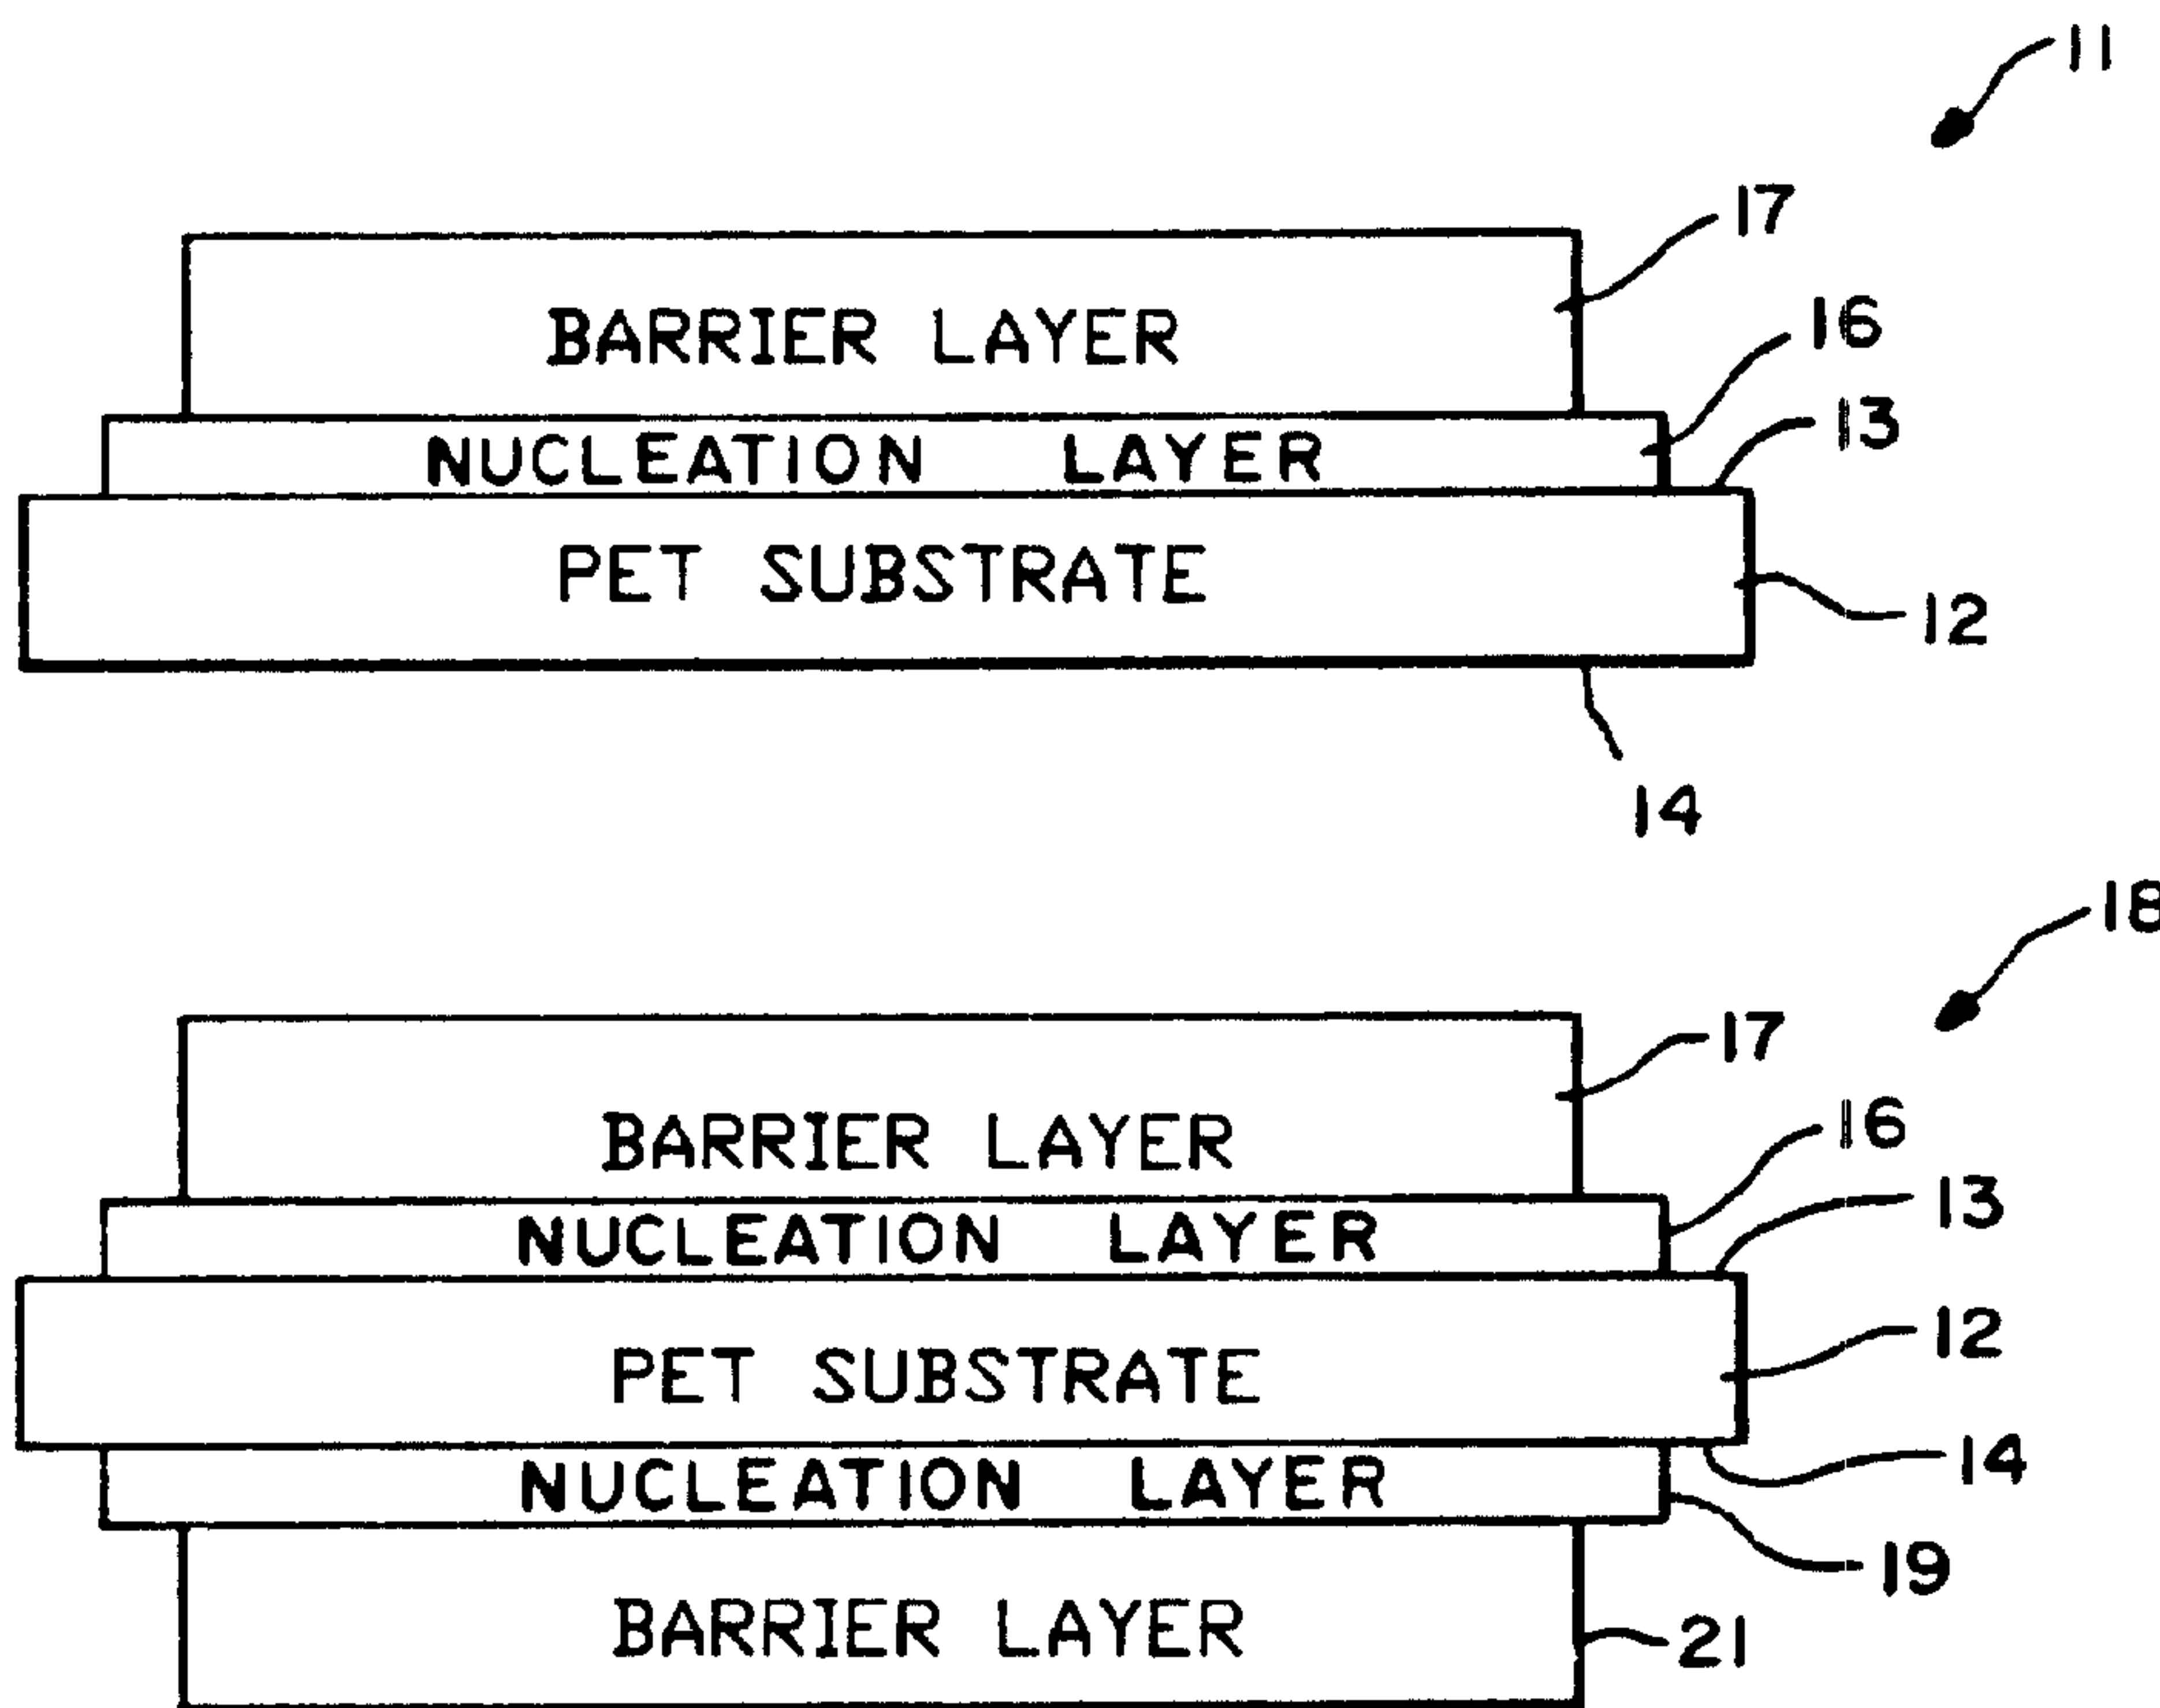 11
17
BARRIER LAYER
16
13
NUCLEATION LAYER
PET SUBSTRATE
12
14
18
17
BARRIER LAYER
16
13
NUCLEATION LAYER
12
PET SUBSTRATE
14
NUCLEATION LAYER
19
BARRIER LAYER
21